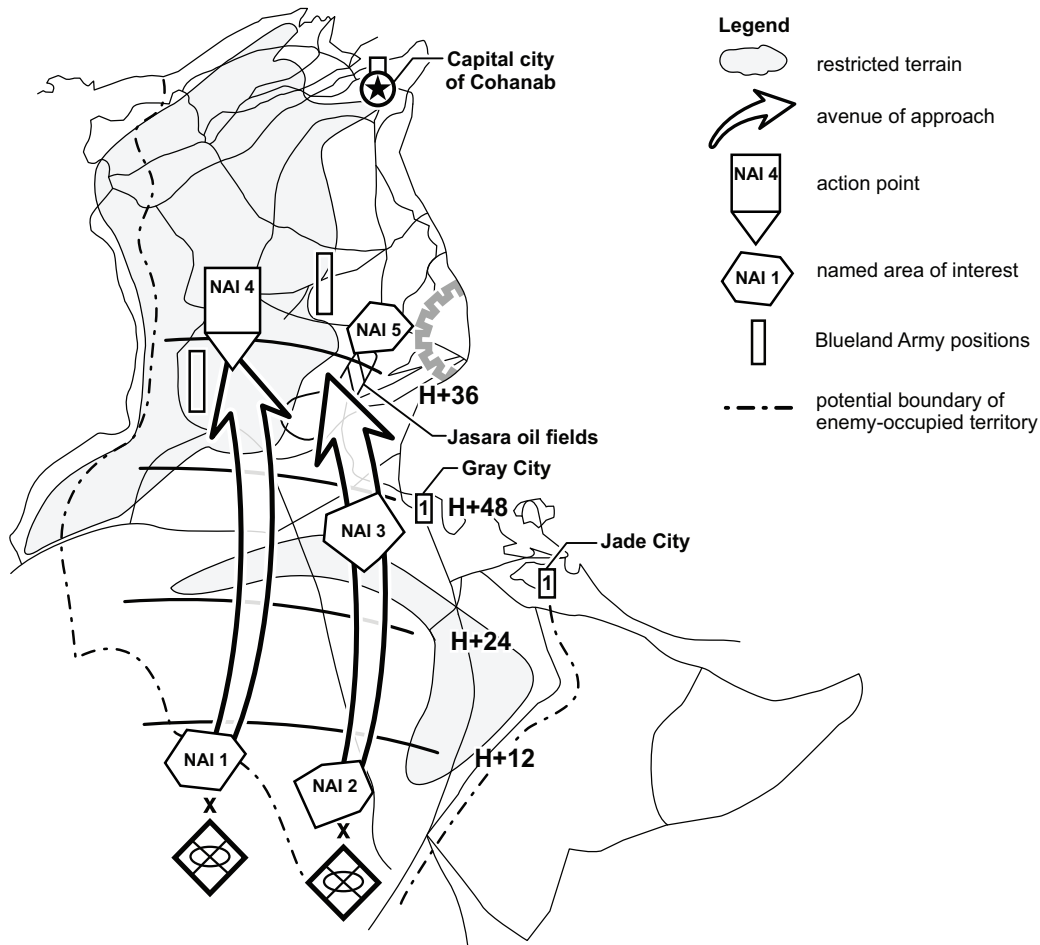 Legend
Capital city
of Cohanab
restricted terrain
avenue of approach
NAI 4
action point
NAI 1
named area of interest
Blueland Army positions
potential boundary of
enemy-occupied territory
NAI 4
NAI 5
H+36
Jasara oil fields
Gray City
1
H+48
NAI 3
Jade City
1
H+24
H+12
NAI 1
NAI 2
X
X